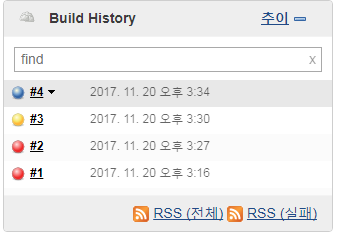 Build History 추이
find x
#4 2017. 11. 20 오후 3:34
#3 2017. 11. 20 오후 3:30
#2 2017. 11. 20 오후 3:27
#1 2017. 11. 20 오후 3:16
RSS (전체) RSS (실패)